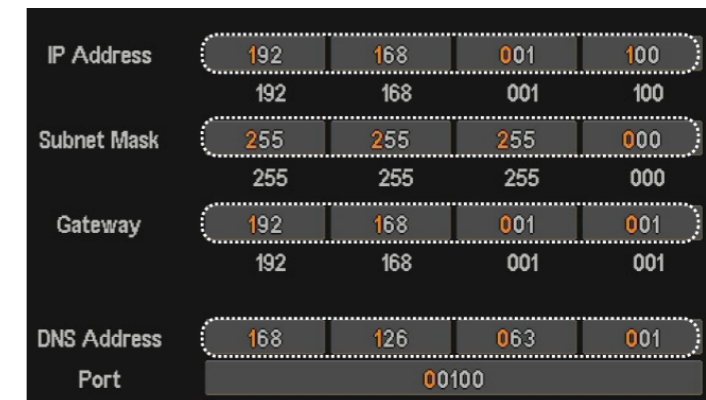 IP Address 192 168 001 100
192 168 001 100
Subnet Mask 255 255 255 000
255 255 255 000
Gateway 192 168 001 001
192 168 001 001
DNS Address 168 126 063 001
Port 00100